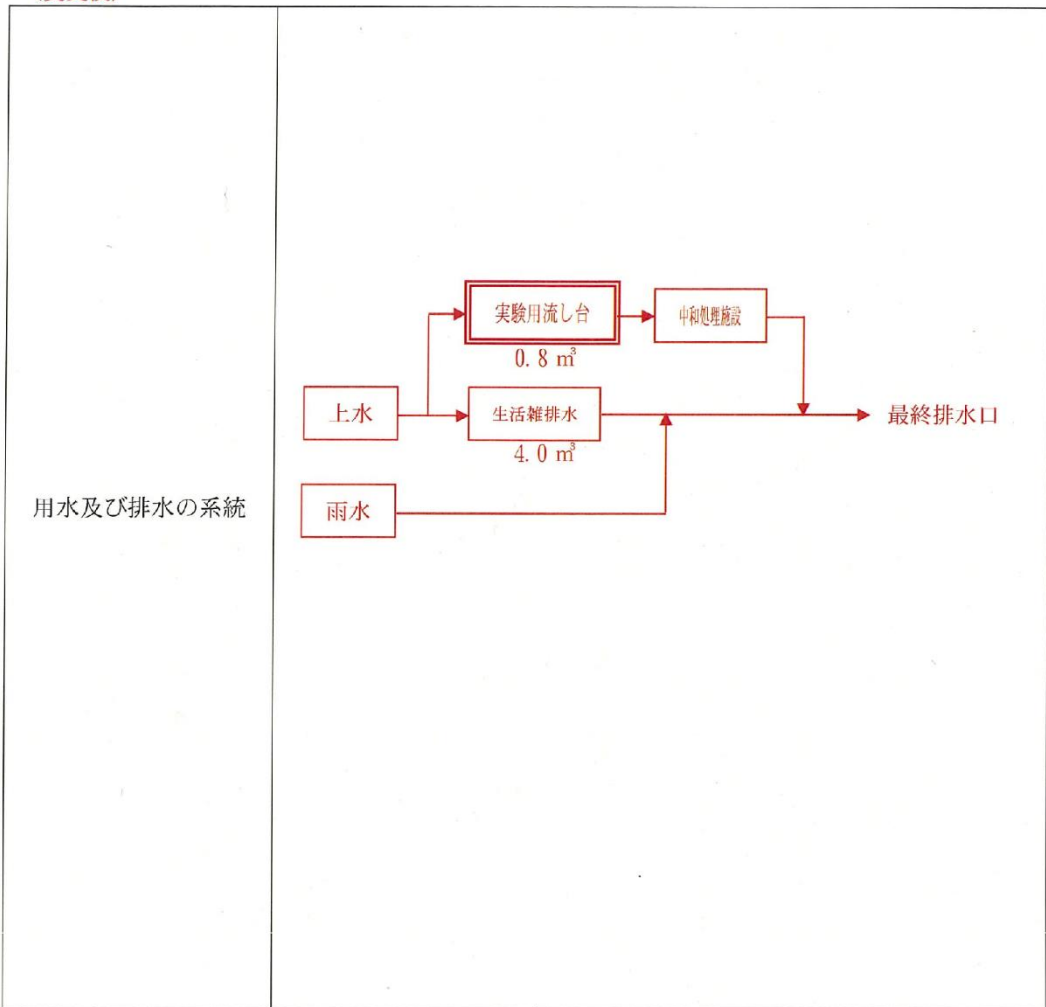 用水及び排水の系統
実験用流し台
0.8 ㎥
中和処理施設
上水
生活雑排水
4.0 ㎥
最終排水口
雨水